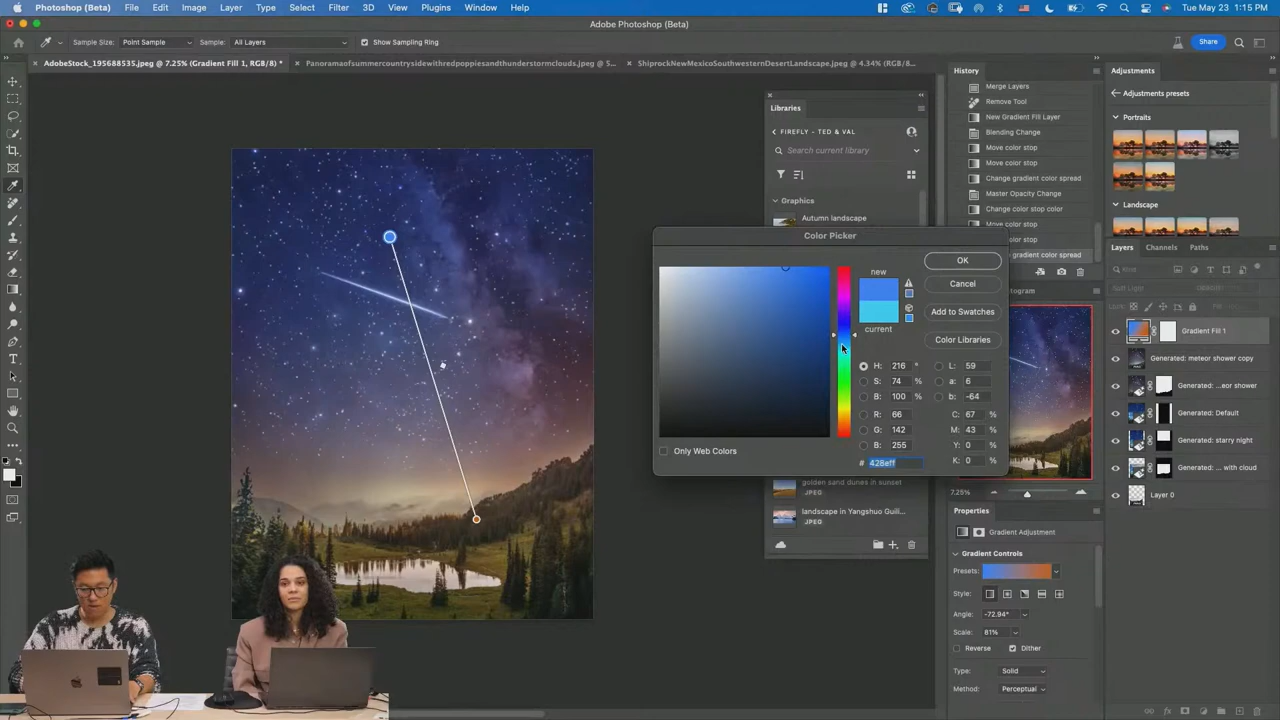 Photoshop (Beta) File Edit Image Layer Type Select Filter 3D View Plugins Window Help
Tue May 23 1:15 PM
Adobe Photoshop (Beta)
Sample Size: Point Sample Sample: All Layers Show Sampling Ring
Share
AdobeStock_195688535.jpeg @ 7.25% (Gradient Fill 1, RGB/8) *
PanoramaofsummercountrysidewithredpoppiesandthunderstormcIouds.jpeg @ 5...
ShiprockNewMexicoSouthwesternDesertLandscape.jpeg @ 4.34% (RGB/8...
History
Merge Layers
Remove Tool
New Gradient Fill Layer
Blending Change
Move color stop
Move color stop
Change gradient color spread
Master Opacity Change
Change color stop color
gradient color spread
Adjustments
Adjustments presets
Portraits
Landscape
Libraries
FIREFLY - TED & VAL
Search current library
Graphics
Autumn landscape
golden sand dunes in sunset
JPEG
landscape in Yangshuo Guili...
JPEG
Color Picker
new
current
OK
Cancel
Add to Swatches
Color Libraries
H: 216 °
S: 74 %
B: 100 %
R: 66
G: 142
B: 255
# 428eff
L: 59
a: 6
b: -64
C: 67 %
M: 43 %
Y: 0 %
K: 0 %
Only Web Colors
7.25%
Layers Channels Paths
Kind
Soft Light
Lock:
Fill:
Gradient Fill 1
Generated: meteor shower copy
Generated: ...eor shower
Generated: Default
Generated: starry night
Generated: ... with cloud
Layer 0
Properties
Gradient Adjustment
Gradient Controls
Presets:
Style:
Angle: -72.94°
Scale: 81%
Reverse Dither
Type: Solid
Method: Perceptual